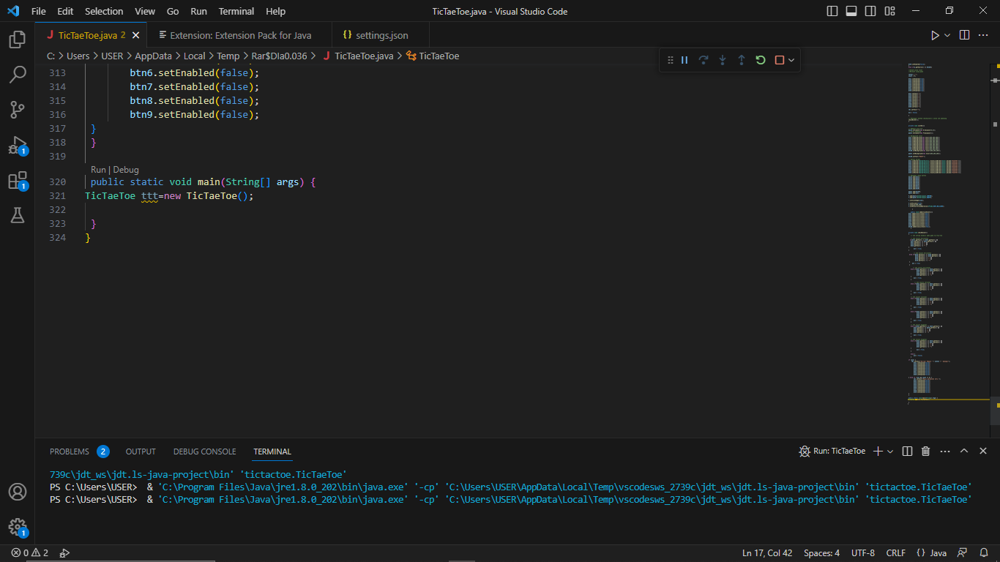 File Edit Selection View Go Run Terminal Help TicTaeToe.java - Visual Studio Code
TicTaeToe.java 2 Extension: Extension Pack for Java {} settings.json
C: > Users > USER > AppData > Local > Temp > Rar$DIa0.036 > TicTaeToe.java > TicTaeToe
313 btn6.setEnabled(false);
314 btn7.setEnabled(false);
315 btn8.setEnabled(false);
316 btn9.setEnabled(false);
317 }
318 }
319
Run | Debug
320 public static void main(String[] args) {
321 TicTaeToe ttt=new TicTaeToe();
322
323 }
324 }
1
1
1
PROBLEMS 2 OUTPUT DEBUG CONSOLE TERMINAL Run: TicTaeToe
739c\jdt_ws\jdt.ls-java-project\bin' 'tictactoe.TicTaeToe'
PS C:\Users\USER> & 'C:\Program Files\Java\jre1.8.0_202\bin\java.exe' '-cp' 'C:\Users\USER\AppData\Local\Temp\vscodesws_2739c\jdt_ws\jdt.ls-java-project\bin' 'tictactoe.TicTaeToe'
PS C:\Users\USER> & 'C:\Program Files\Java\jre1.8.0_202\bin\java.exe' '-cp' 'C:\Users\USER\AppData\Local\Temp\vscodesws_2739c\jdt_ws\jdt.ls-java-project\bin' 'tictactoe.TicTaeToe'
0 2 Ln 17, Col 42 Spaces: 4 UTF-8 CRLF {} Java